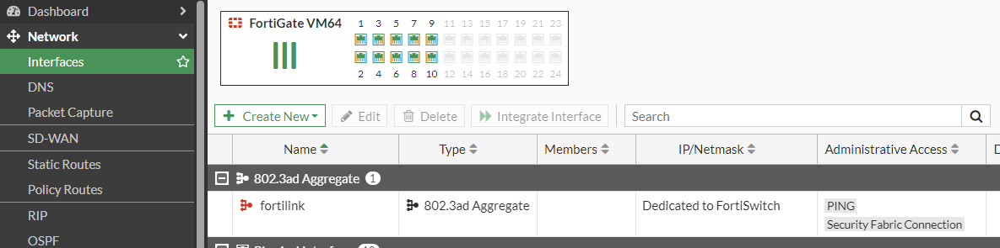 Dashboard
Network
Interfaces
DNS
Packet Capture
SD-WAN
Static Routes
Policy Routes
RIP
OSPF
FortiGate VM64
1 3 5 7 9 11 13 15 17 19 21 23
2 4 6 8 10 12 14 16 18 20 22 24
Create New Edit Delete Integrate Interface Search
Name Type Members IP/Netmask Administrative Access
802.3ad Aggregate 1
fortilink 802.3ad Aggregate Dedicated to FortiSwitch PING
Security Fabric Connection